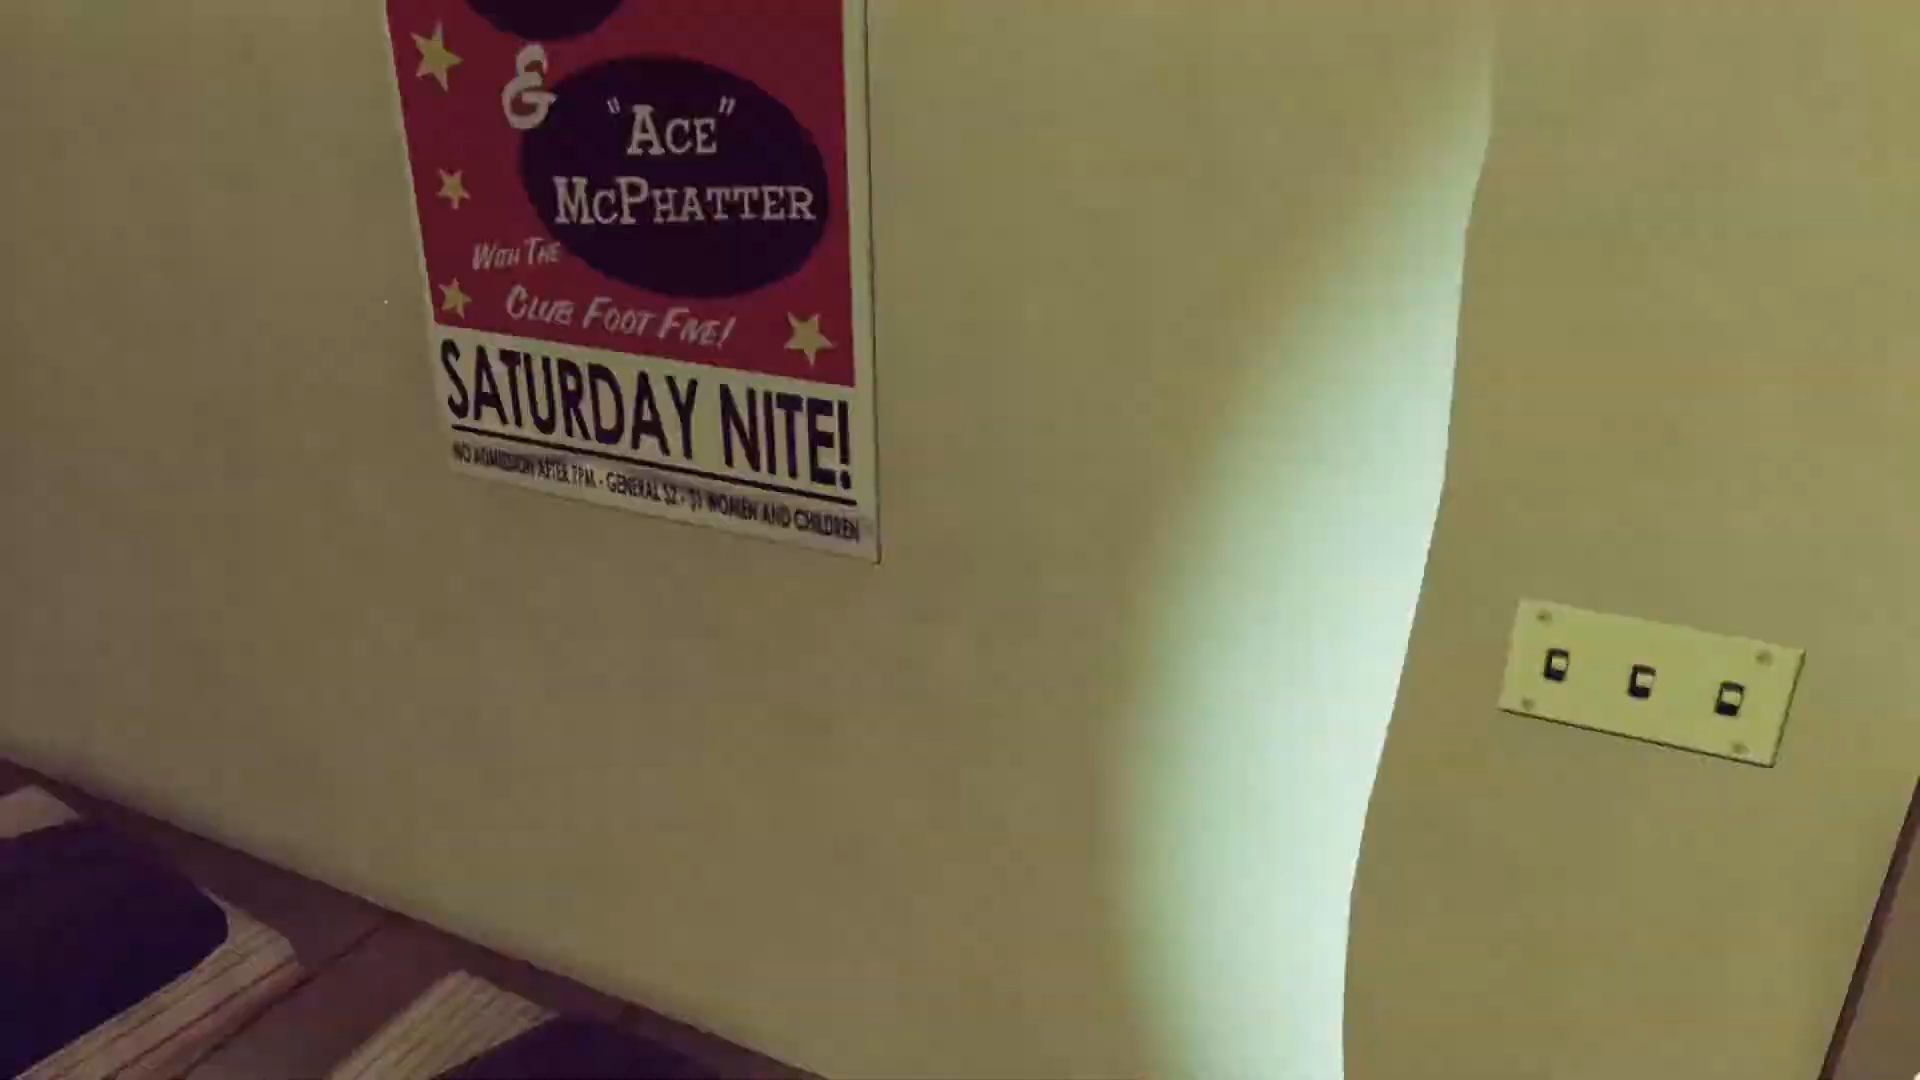 &
"ACE"
MCPHATTER
WITH THE
CLUB FOOT FIVE!
SATURDAY NITE!
NO ADMISSION AFTER 7PM - GENERAL $2 - $1 WOMEN AND CHILDREN